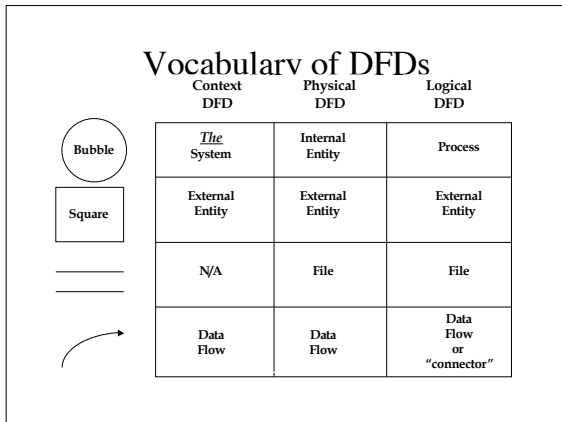 Vocabulary of DFDs
Context Physical Logical
DFD DFD DFD
Bubble
The
System
Internal
Entity
Process
Square
External
Entity
External
Entity
External
Entity
N/A
File
File
Data
Flow
Data
Flow
Data
Flow
or
“connector”